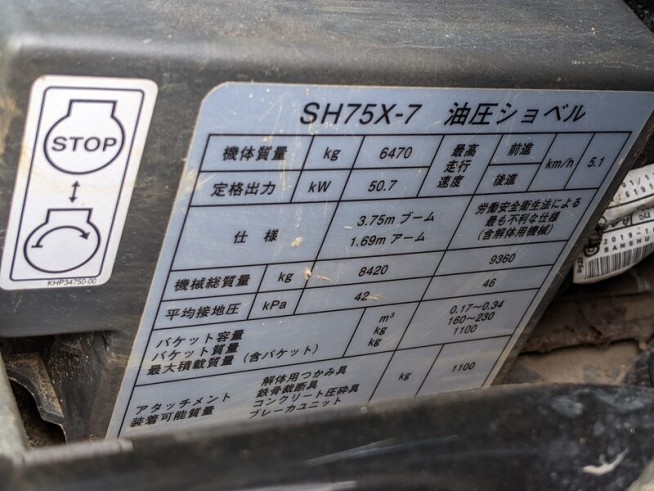 STOP
KHP34750-00
SH75X-7 油圧ショベル
機体質量 kg 6470 最高走行速度 前進 km/h 5.1
定格出力 kW 50.7 後進
仕様 3.75m ブーム 労働安全衛生法による
1.69m アーム 最も不利な仕様
(含解体用機械)
機械総質量 kg 8420 9360
平均接地圧 kPa 42 46
バケット容量 m³ 0.17～0.34
バケット質量 kg 160～230
最大積載質量 (含バケット) kg 1100
アタッチメント 解体用つかみ具 kg 1100
装着可能質量 鉄骨裁断具
コンクリート圧砕具
ブレーカユニット